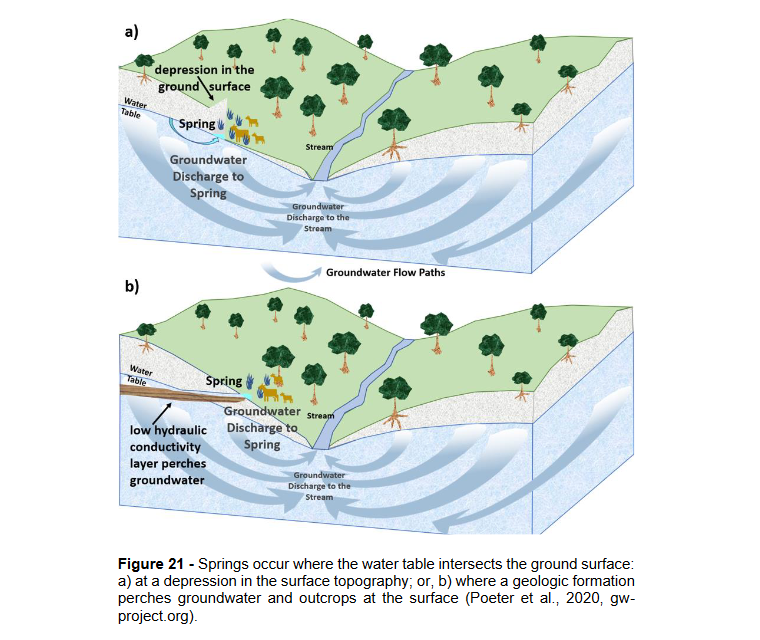 a)
depression in the
ground surface
Water
Table
Spring
Groundwater
Discharge to
Spring
Stream
Groundwater
Discharge to the
Stream
Groundwater Flow Paths
b)
Water
Table
Spring
Groundwater
Discharge to
Spring
Stream
low hydraulic
conductivity
layer perches
groundwater
Groundwater
Discharge to the
Stream
Figure 21 - Springs occur where the water table intersects the ground surface:
a) at a depression in the surface topography; or, b) where a geologic formation
perches groundwater and outcrops at the surface (Poeter et al., 2020, gw-
project.org).